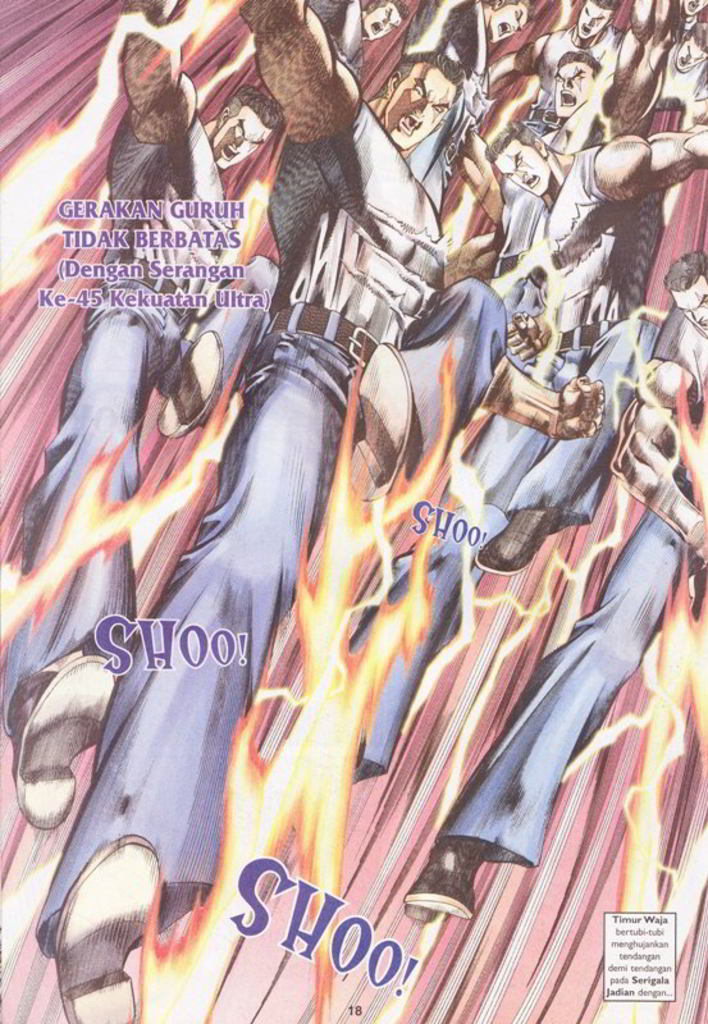 GERAKAN GURUH
TIDAK BERBATAS
(Dengan Serangan
Ke-45 Kekuatan Ultra)
SHOO!
SHOO!
SHOO!
Timur Waja
bertubi-tubi
menghujankan
tendangan
demi tendangan
pada Serigala
Jadian dengan...
18